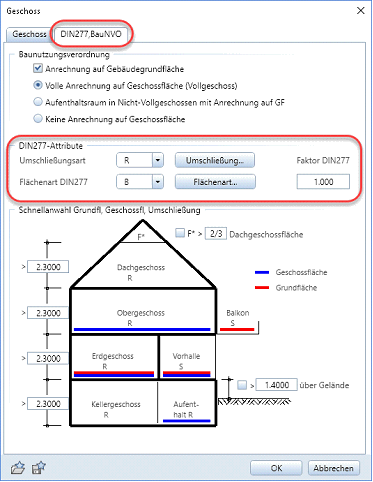 Geschoss
Geschoss DIN277,BauNVO
Baunutzungsverordnung
Anrechnung auf Gebäudegrundfläche
Volle Anrechnung auf Geschossfläche (Vollgeschoss)
Aufenthaltsraum in Nicht-Vollgeschossen mit Anrechnung auf GF
Keine Anrechnung auf Geschossfläche
DIN277-Attribute
Umschließungsart R Umschließung... Faktor DIN277
Flächenart DIN277 B Flächenart... 1.000
Schnellanwahl Grundfl, Geschossfl, Umschließung
F* F* > 2/3 Dachgeschossfläche
> 2.3000 Dachgeschoss
R
Geschossfläche
Grundfläche
> 2.3000 Obergeschoss
R
Balkon
S
> 2.3000 Erdgeschoss
R
Vorhalle
S
> 1.4000 über Gelände
> 2.3000 Kellergeschoss
R
Aufent-
halt R
OK Abbrechen